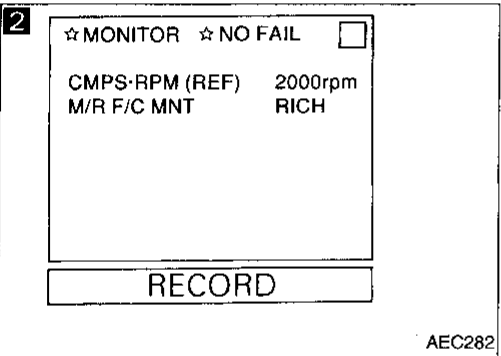 2
☆ MONITOR ☆ NO FAIL
CMPS·RPM (REF) 2000rpm
M/R F/C MNT RICH
RECORD
AEC282